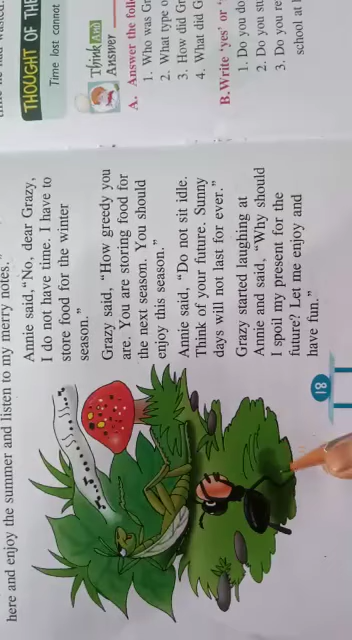 here and enjoy the summer and listen to my merry notes."
Annie said, "No, dear Grazy,
I do not have time. I have to
store food for the winter
season."
Grazy said, "How greedy you
are. You are storing food for
the next season. You should
enjoy this season."
Annie said, "Do not sit idle.
Think of your future. Sunny
days will not last for ever."
Grazy started laughing at
Annie and said, "Why should
I spoil my present for the
future? Let me enjoy and
have fun."
81
THOUGHT OF THE
Time lost cannot
Think And
Answer
A. Answer the foll
1. Who was Gr
2. What type o
3. How did Gr
4. What did G
B. Write 'yes' or '
1. Do you do
2. Do you stu
3. Do you re
school at l